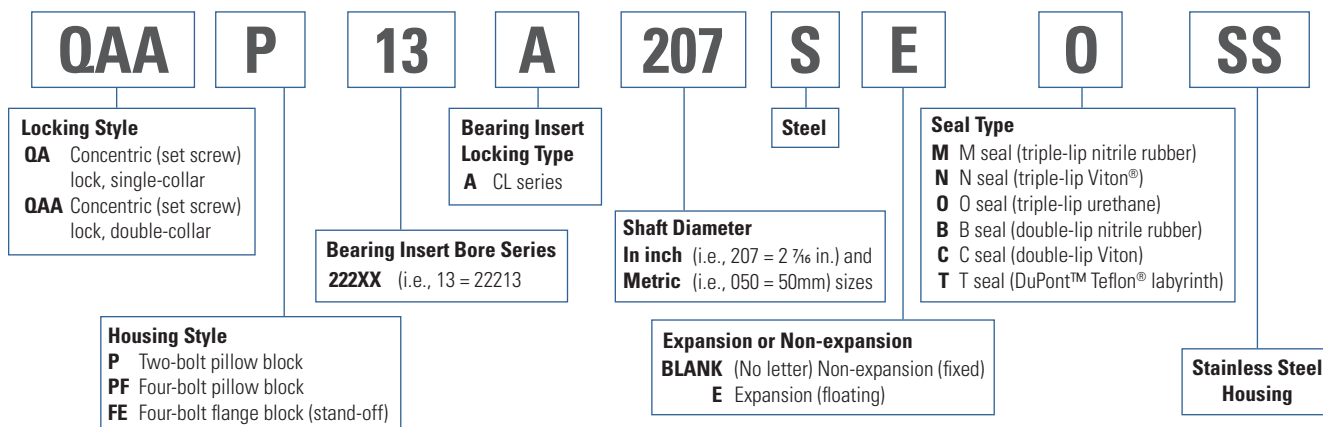 QAA P 13 A 207 S E O SS
Locking Style
QA Concentric (set screw)
lock, single-collar
QAA Concentric (set screw)
lock, double-collar
Bearing Insert
Locking Type
A CL series
Steel
Seal Type
M M seal (triple-lip nitrile rubber)
N N seal (triple-lip Viton®)
O O seal (triple-lip urethane)
B B seal (double-lip nitrile rubber)
C C seal (double-lip Viton)
T T seal (DuPont™ Teflon® labyrinth)
Bearing Insert Bore Series
222XX (i.e., 13 = 22213
Shaft Diameter
In inch (i.e., 207 = 2 7⁄16 in.) and
Metric (i.e., 050 = 50mm) sizes
Housing Style
P Two-bolt pillow block
PF Four-bolt pillow block
FE Four-bolt flange block (stand-off)
Expansion or Non-expansion
BLANK (No letter) Non-expansion (fixed)
E Expansion (floating)
Stainless Steel
Housing